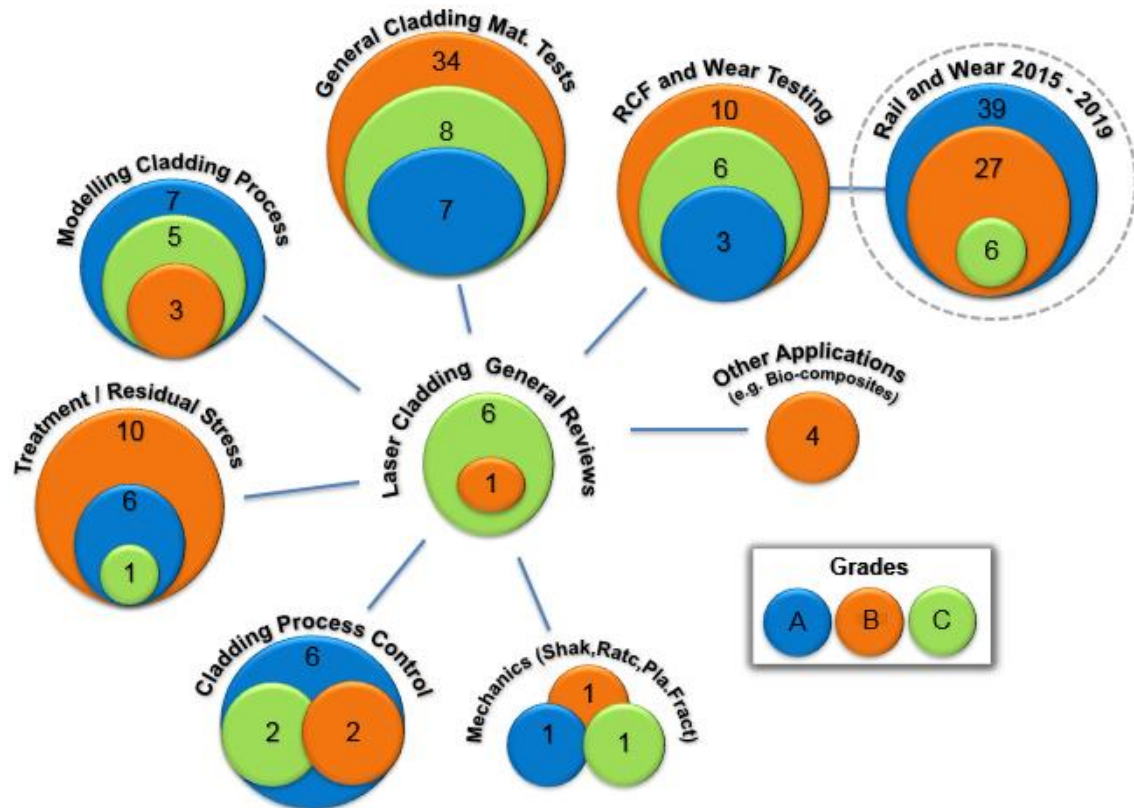 General Cladding Mat. Tests
34
8
7
RCF and Wear Testing
10
6
3
Rail and Wear 2015 - 2019
39
27
6
Modelling Cladding Process
7
5
3
Treatment / Residual Stress
10
6
1
Laser Cladding General Reviews
6
1
Other Applications
(e.g. Bio-composites)
4
Cladding Process Control
6
2
2
Mechanics (Shak,Ratc,Pla.Fract)
1
1
1
Grades
A B C